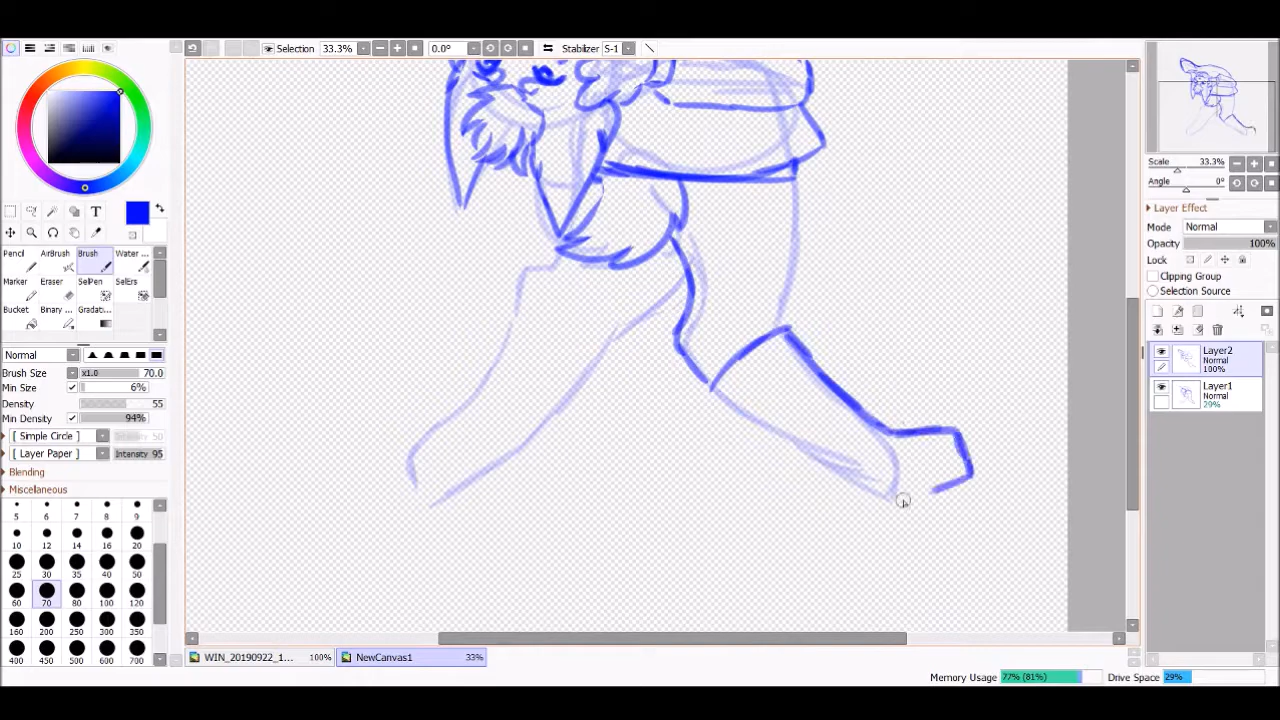 Selection 33.3% 0.0° Stabilizer S-1
T
Pencil AirBrush Brush Water ...
Marker Eraser SelPen SelErs
Bucket Binary ... Gradati...
Normal
Brush Size x1.0 70.0
Min Size 6%
Density 55
Min Density 94%
[ Simple Circle ] Intensity 50
[ Layer Paper ] Intensity 95
Blending
Miscellaneous
5 6 7 8 9
10 12 14 16 20
25 30 35 40 50
60 70 80 100 120
160 200 250 300 350
400 450 500 600 700
Scale 33.3%
Angle 0°
Layer Effect
Mode Normal
Opacity 100%
Lock
Clipping Group
Selection Source
Layer2
Normal
100%
Layer1
Normal
29%
WIN_20190922_1... 100% NewCanvas1 33%
Memory Usage 77% (81%) Drive Space 29%